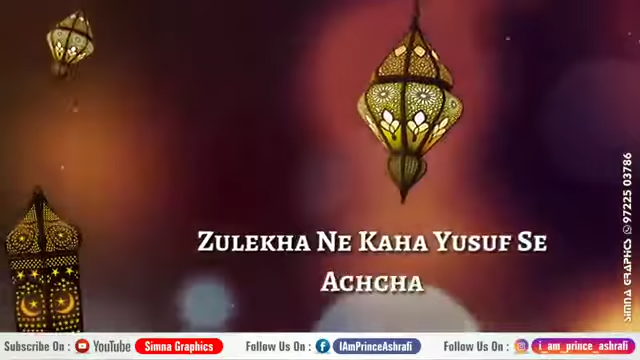 Zulekha Ne Kaha Yusuf Se
Achcha
Simna Graphics 97225 03786
Subscribe On : YouTube Simna Graphics Follow Us On : IAmPrinceAshrafi Follow Us On : i_am_prince_ashrafi